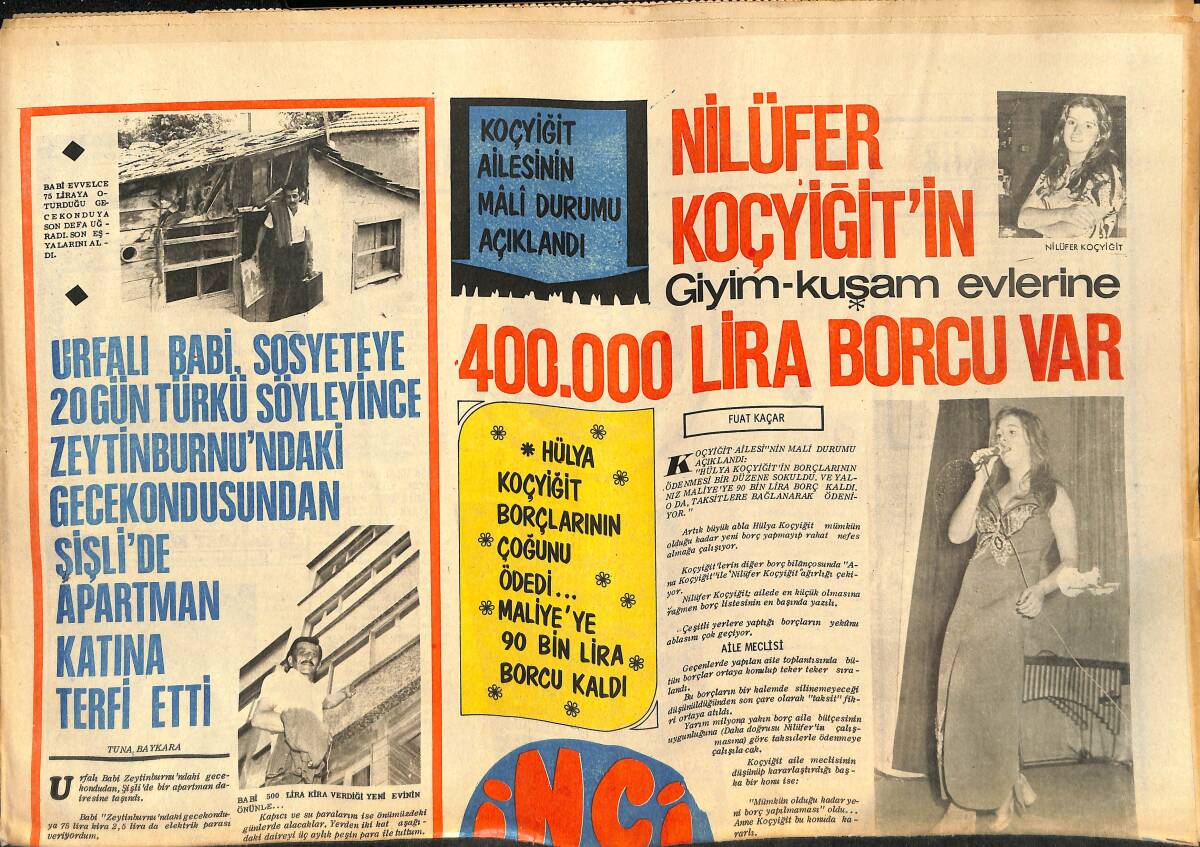 BABİ EVVELCE
75 LİRAYA O-
TURDUĞU GE-
CEKONDUYA
SON DEFA UĞ-
RADI. SON EŞ-
YALARINI AL-
DI.
URFALI BABİ, SOSYETEYE
20 GÜN TÜRKÜ SÖYLEYİNCE
ZEYTİNBURNU'NDAKİ
GECEKONDUSUNDAN
ŞİŞLİ'DE
APARTMAN
KATINA
TERFİ ETTİ
TUNA BAYKARA
Urfalı Babi Zeytinburnu'ndaki gece-
kondudan, Şişli'de bir apartman da-
iresine taşındı.
Babi "Zeytinburnu'ndaki gecekondu-
ya 75 lira kira 2,5 lira da elektrik parası
veriyordum.
BABİ 500 LİRA KİRA VERDİĞİ YENİ EVİNİN
ÖNÜNLE...
Kapıcı ve su paralarını ise önümüzdeki
günlerde alacaklar. Yerden iki kat aşağı-
daki daireyi üç aylık peşin para ile tuttum.
KOÇYİĞİT
AİLESİNİN
MÂLİ DURUMU
AÇIKLANDI
NİLÜFER
KOÇYİĞİT'İN
NİLÜFER KOÇYİĞİT
Giyim-kuşam evlerine
400.000 LİRA BORCU VAR
* HÜLYA
KOÇYİĞİT
BORÇLARININ
ÇOĞUNU
ÖDEDİ...
MALİYE'YE
90 BİN LİRA
BORCU KALDI
İNCİ
FUAT KAÇAR
KOÇYİĞİT AİLESİ"NİN MALİ DURUMU
AÇIKLANDI:
"HÜLYA KOÇYİĞİT'İN BORÇLARININ
ÖDENMESİ BİR DÜZENE SOKULDU, VE YAL-
NIZ MALİYE'YE 90 BİN LİRA BORÇ KALDI.
O DA, TAKSİTLERE BAĞLANARAK ÖDENİ-
YOR."
Artık büyük abla Hülya Koçyiğit mümkün
olduğu kadar yeni borç yapmayıp rahat nefes
almağa çalışıyor.
Koçyiğit'lerin diğer borç bilânçosunda "A-
na Koçyiğit"ile "Nilüfer Koçyiğit"ağırlığı çeki-
yor.
Nilüfer Koçyiğit; ailede en küçük olmasına
rağmen borç listesinin en başında yazılı.
Çeşitli yerlere yaptığı borçların yekûnu
ablasını çok geçiyor.
AİLE MECLİSİ
Geçenlerde yapılan aile toplantısında bü-
tün borçlar ortaya konulup teker teker sıra-
landı.
Bu borçların bir kalemde silinemeyeceği
düşünüldüğünden son çare olarak "taksit" fik-
ri ortaya atıldı.
Yarım milyona yakın borç aile bütçesinin
uygunluğuna (Daha doğrusu Nilüfer'in çalış-
masına) göre taksitlerle ödenmeye
çalışılacak.
Koçyiğit aile meclisinin
düşünüp kararlaştırdığı baş-
ka bir konu ise:
"Mümkün olduğu kadar ye-
ni borç yapılmaması" oldu...
Anne Koçyiğit bu konuda ka-
rarlı.